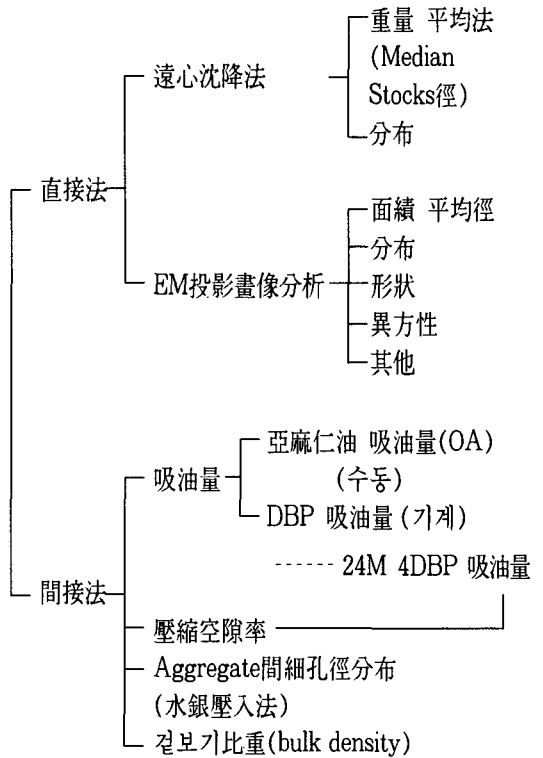 重量 平均法
(Median
Stocks徑)
遠心沈降法
分布
直接法
面績 平均徑
分布
EM投影畫像分析
形狀
異方性
其他
亞麻仁油 吸油量(OA)
(수동)
吸油量
DBP 吸油量 (기계)
24M 4DBP 吸油量
間接法
壓縮空隙率
Aggregate間細孔徑分布
(水銀壓入法)
겉보기比重(bulk density)